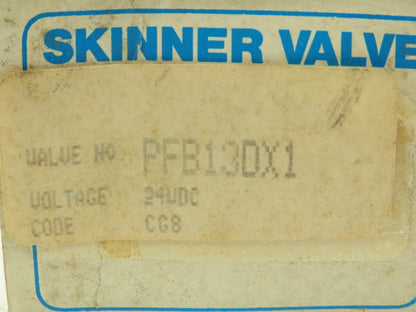 SKINNER VALVE
VALVE NO PFB13DX1
VOLTAGE 24VDC
CODE CG8